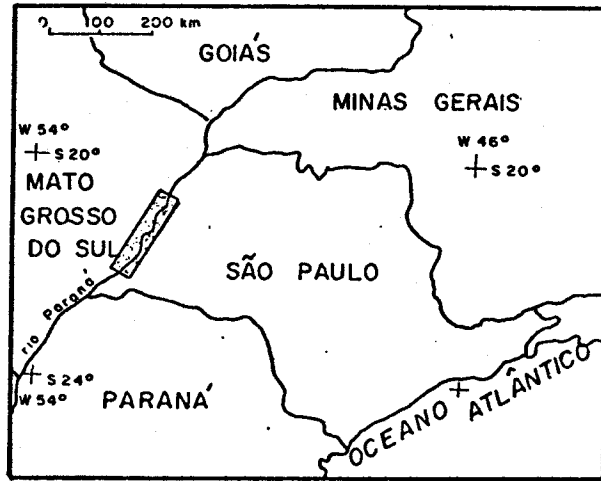 0 100 200 km
GOIÁS
MINAS GERAIS
W 54°
S 20°
W 46°
S 20°
MATO
GROSSO
DO SUL
SÃO PAULO
rio Paraná
S 24°
W 54°
PARANÁ
OCEANO ATLÂNTICO